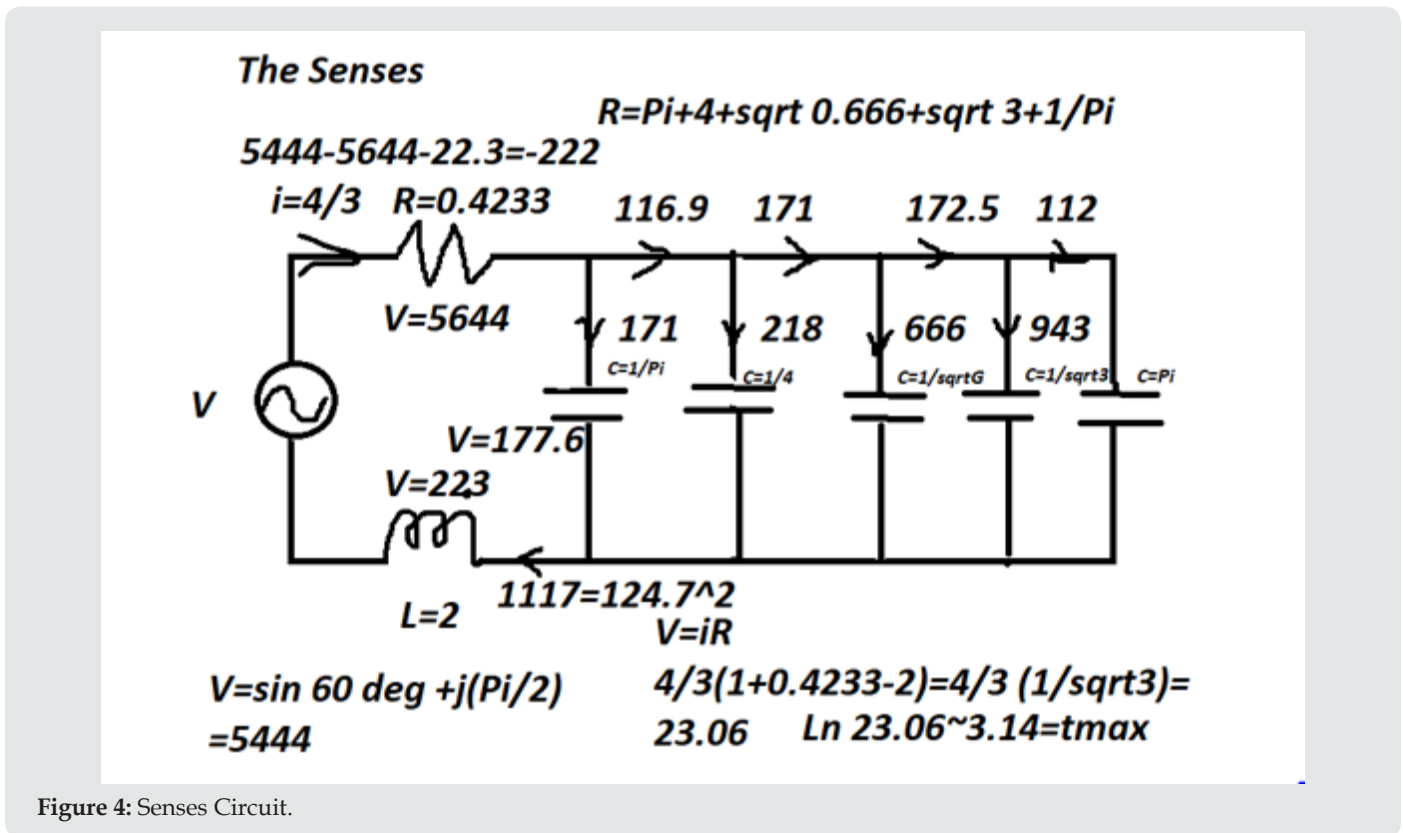 The Senses
R=Pi+4+sqrt 0.666+sqrt 3+1/Pi
5444-5644-22.3=-222
i=4/3 R=0.4233 116.9 171 172.5 112
V=5644 171 218 666 943
C=1/Pi C=1/4 C=1/sqrtG C=1/sqrt3 C=Pi
V
V=177.6
V=22.3
1117=124.7^2
L=2
V=iR
V=sin 60 deg +j(Pi/2) 4/3(1+0.4233-2)=4/3 (1/sqrt3)=
=5444 23.06 Ln 23.06~3.14=tmax
Figure 4: Senses Circuit.